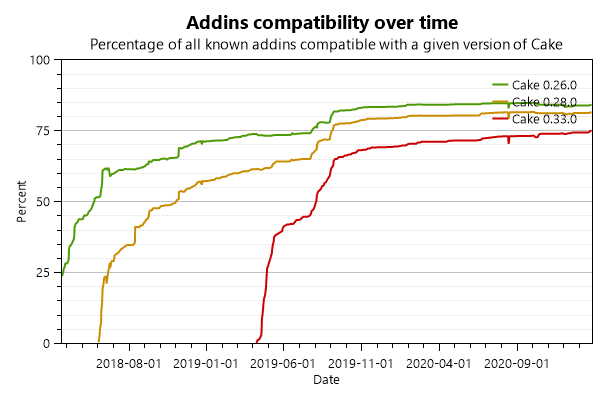 Addins compatibility over time
Percentage of all known addins compatible with a given version of Cake
100
75
50
25
0
Percent
Cake 0.26.0
Cake 0.28.0
Cake 0.33.0
2018-08-01
2019-01-01
2019-06-01
2019-11-01
2020-04-01
2020-09-01
Date